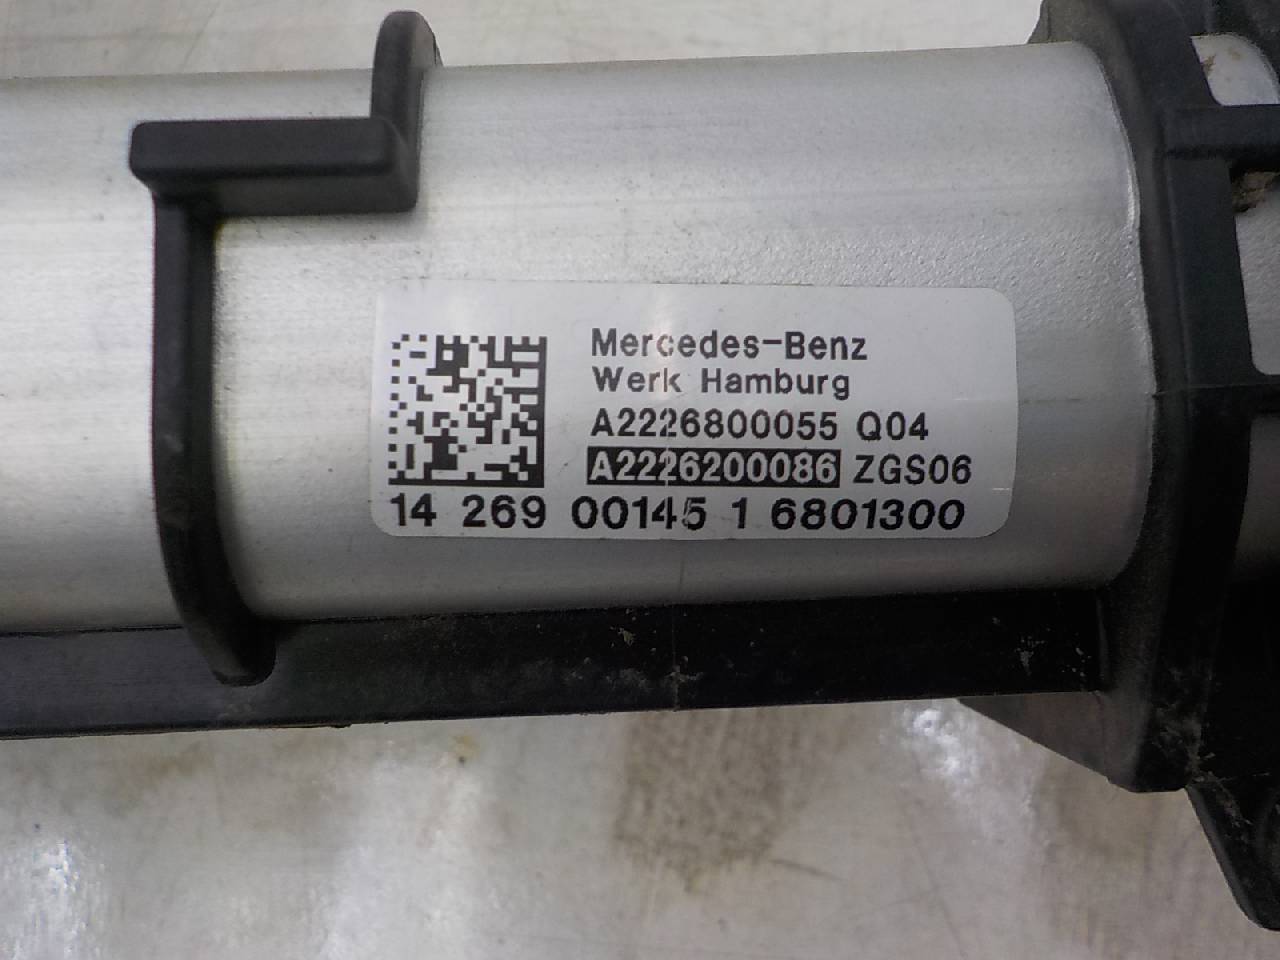 Mercedes-Benz
Werk Hamburg
A2226800055 Q04
A2226200086 ZGS06
14 269 00145 1 6801300